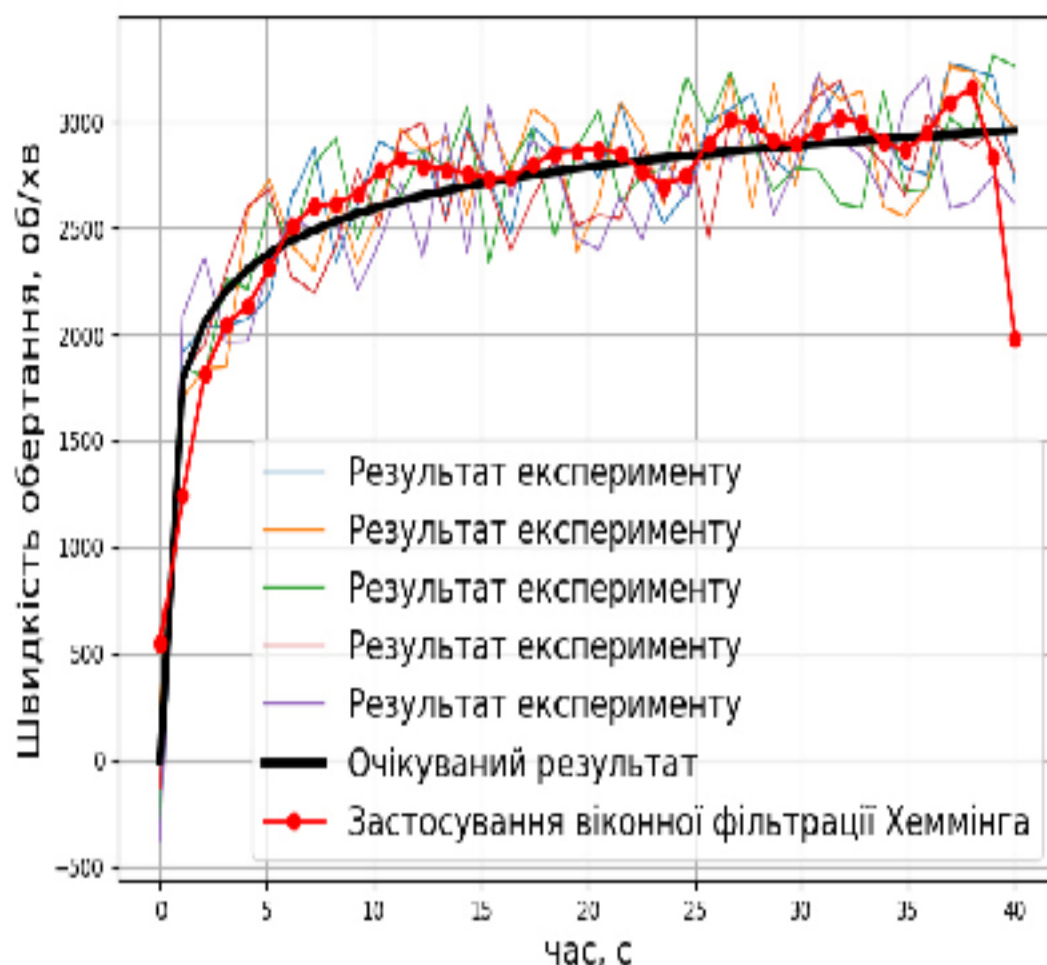 Швидкість обертання, об/хв
3000
2500
2000
1500
1000
500
0
−500
Результат експерименту
Результат експерименту
Результат експерименту
Результат експерименту
Результат експерименту
Очікуваний результат
Застосування віконної фільтрації Хеммінга
0 5 10 15 20 25 30 35 40
час, с